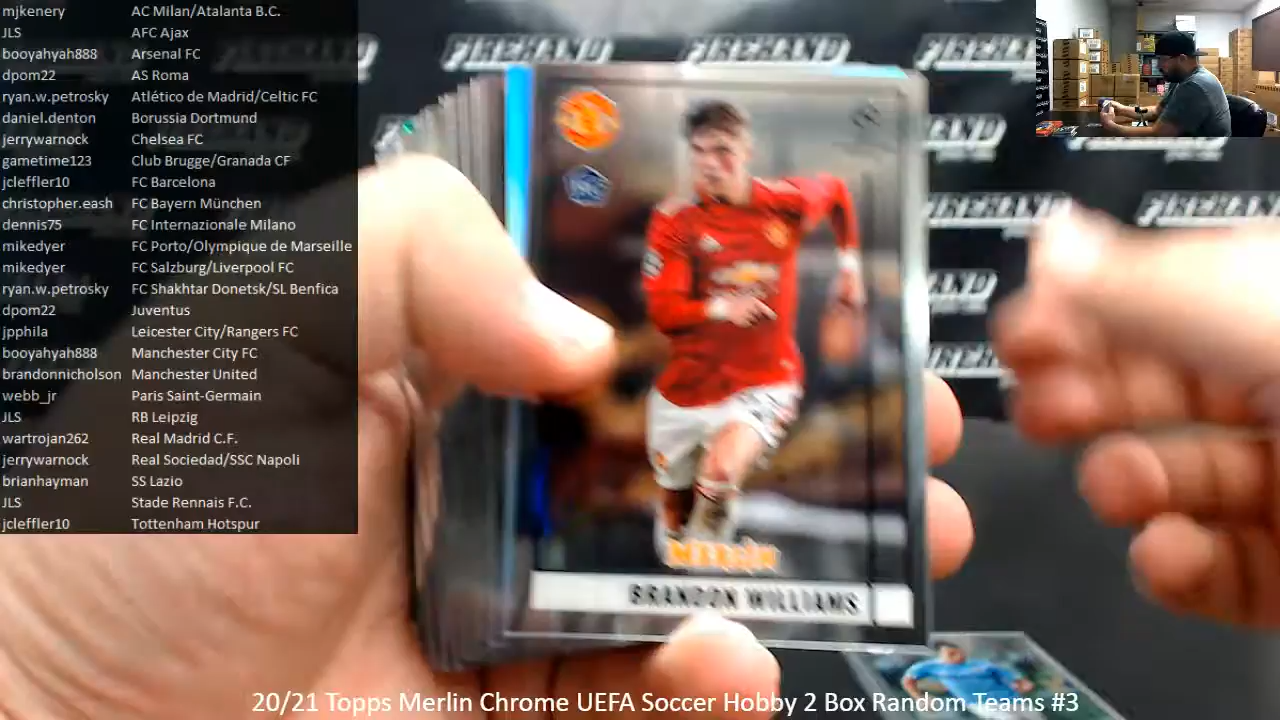 mjkenery AC Milan/Atalanta B.C.
JLS AFC Ajax
booyahyah888 Arsenal FC
dpom22 AS Roma
ryan.w.petrosky Atlético de Madrid/Celtic FC
daniel.denton Borussia Dortmund
jerrywarnock Chelsea FC
gametime123 Club Brugge/Granada CF
jcleffler10 FC Barcelona
christopher.eash FC Bayern München
dennis75 FC Internazionale Milano
mikedyer FC Porto/Olympique de Marseille
mikedyer FC Salzburg/Liverpool FC
ryan.w.petrosky FC Shakhtar Donetsk/SL Benfica
dpom22 Juventus
jpphila Leicester City/Rangers FC
booyahyah888 Manchester City FC
brandonnicholson Manchester United
webb_jr Paris Saint-Germain
JLS RB Leipzig
wartrojan262 Real Madrid C.F.
jerrywarnock Real Sociedad/SSC Napoli
brianhayman SS Lazio
JLS Stade Rennais F.C.
jcleffler10 Tottenham Hotspur
FIREHAND FIREHAND FIREHAND
MERLIN
BRANDON WILLIAMS
20/21 Topps Merlin Chrome UEFA Soccer Hobby 2 Box Random Teams #3